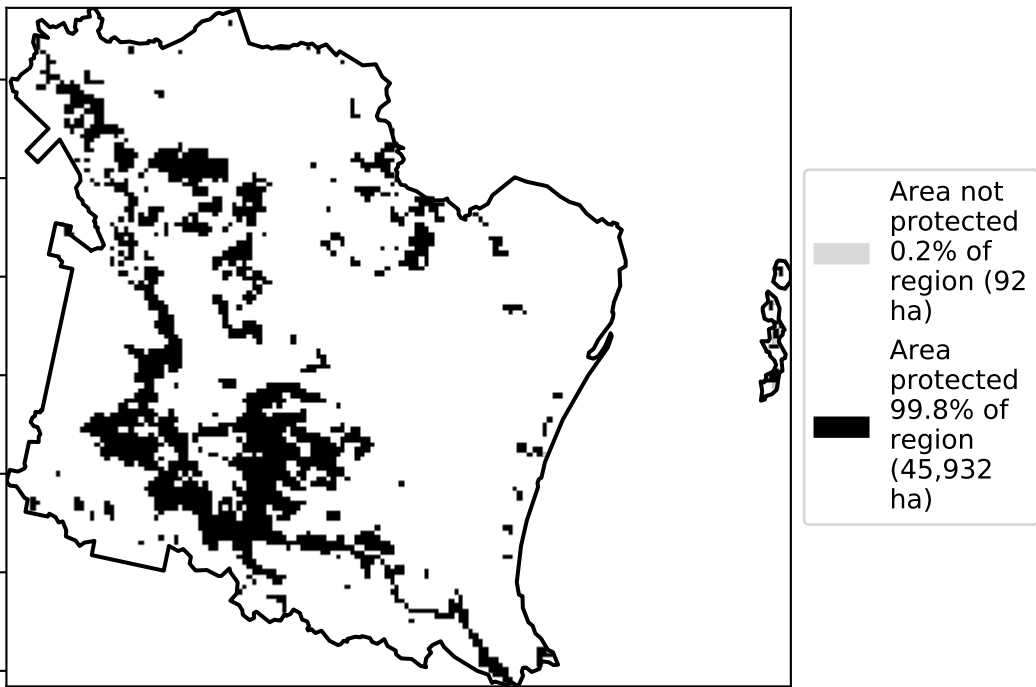 Area not
protected
0.2% of
region (92
ha)
Area
protected
99.8% of
region
(45,932
ha)